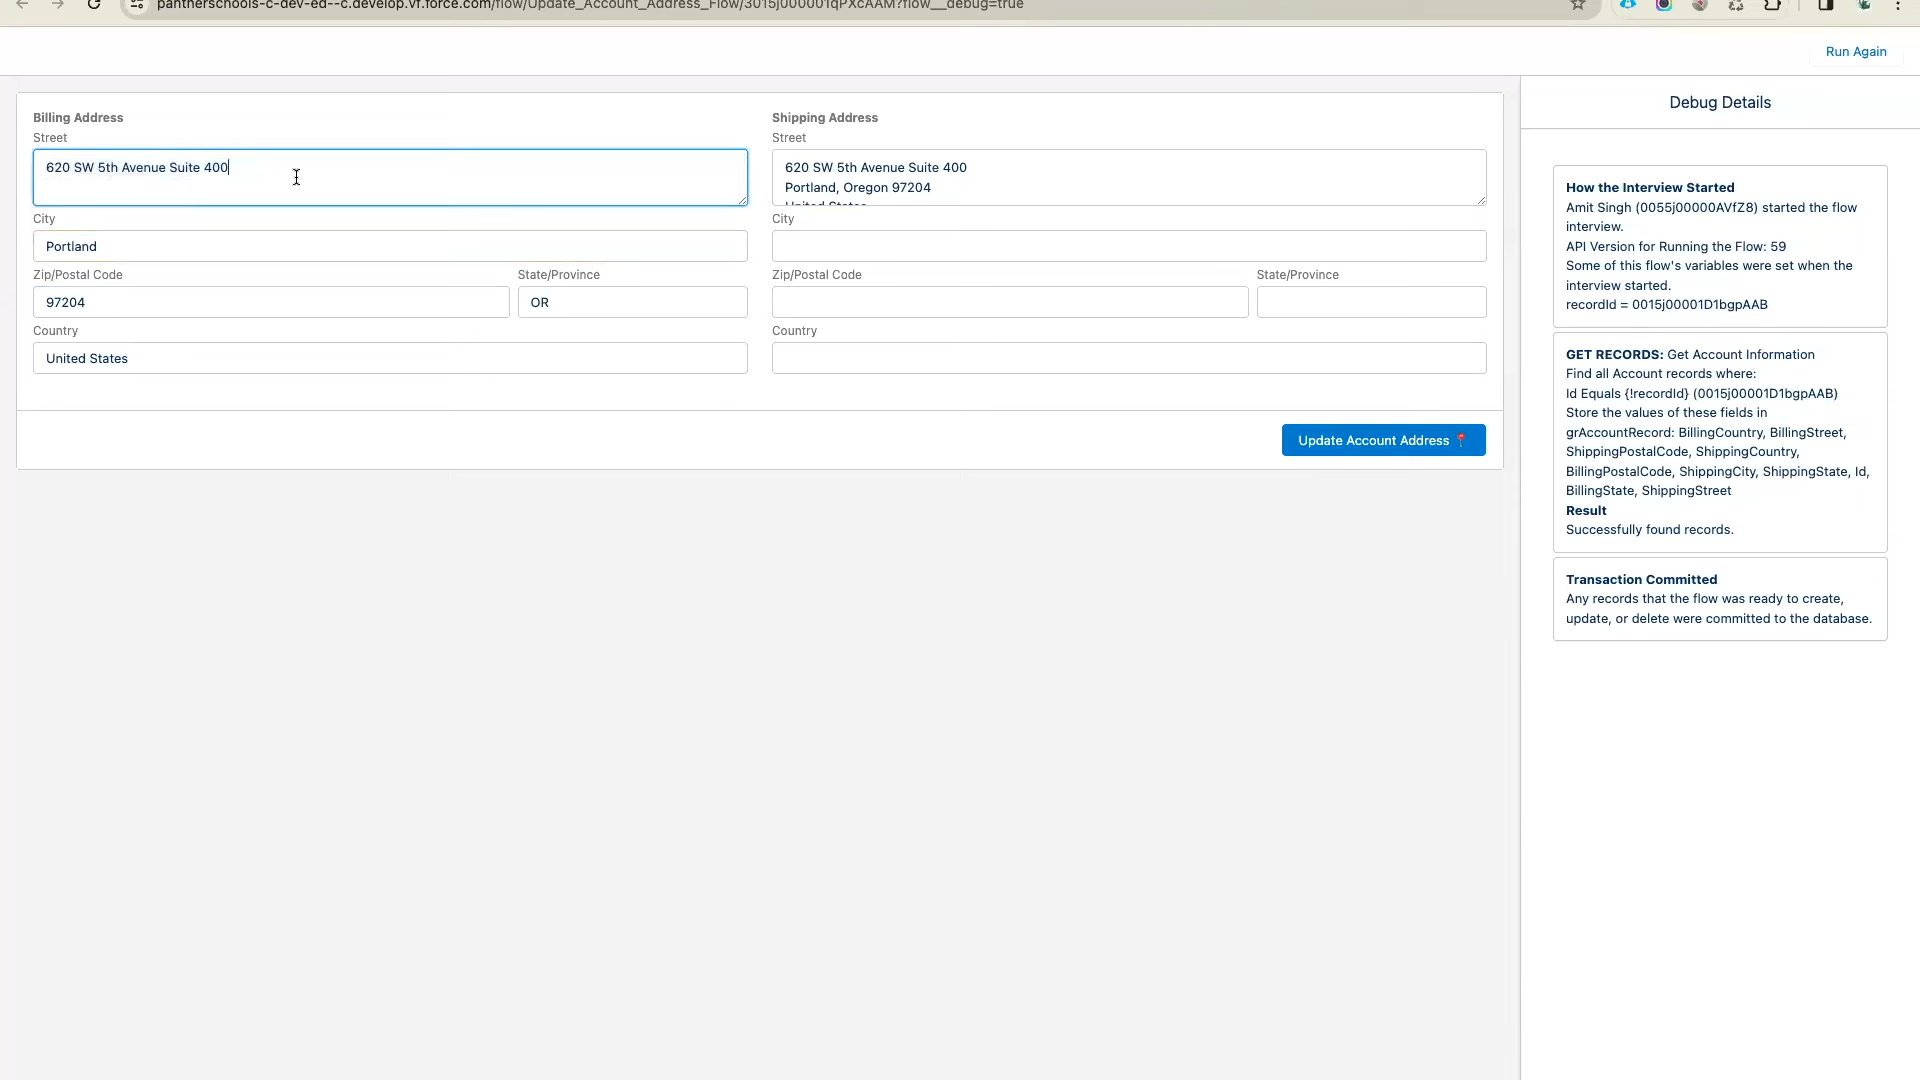 pantherschools-c-dev-ed--c.develop.vf.force.com/flow/Update_Account_Address_Flow/3015j000001qPXcAAM?flow__debug=true
Run Again
Billing Address
Street
620 SW 5th Avenue Suite 400
City
Portland
Zip/Postal Code
State/Province
97204
OR
Country
United States
Shipping Address
Street
620 SW 5th Avenue Suite 400
Portland, Oregon 97204
United States
City
Zip/Postal Code
State/Province
Country
Update Account Address
Debug Details
How the Interview Started
Amit Singh (0055j00000AVfZ8) started the flow
interview.
API Version for Running the Flow: 59
Some of this flow's variables were set when the
interview started.
recordId = 0015j00001D1bgpAAB
GET RECORDS: Get Account Information
Find all Account records where:
Id Equals {!recordId} (0015j00001D1bgpAAB)
Store the values of these fields in
grAccountRecord: BillingCountry, BillingStreet,
ShippingPostalCode, ShippingCountry,
BillingPostalCode, ShippingCity, ShippingState, Id,
BillingState, ShippingStreet
Result
Successfully found records.
Transaction Committed
Any records that the flow was ready to create,
update, or delete were committed to the database.